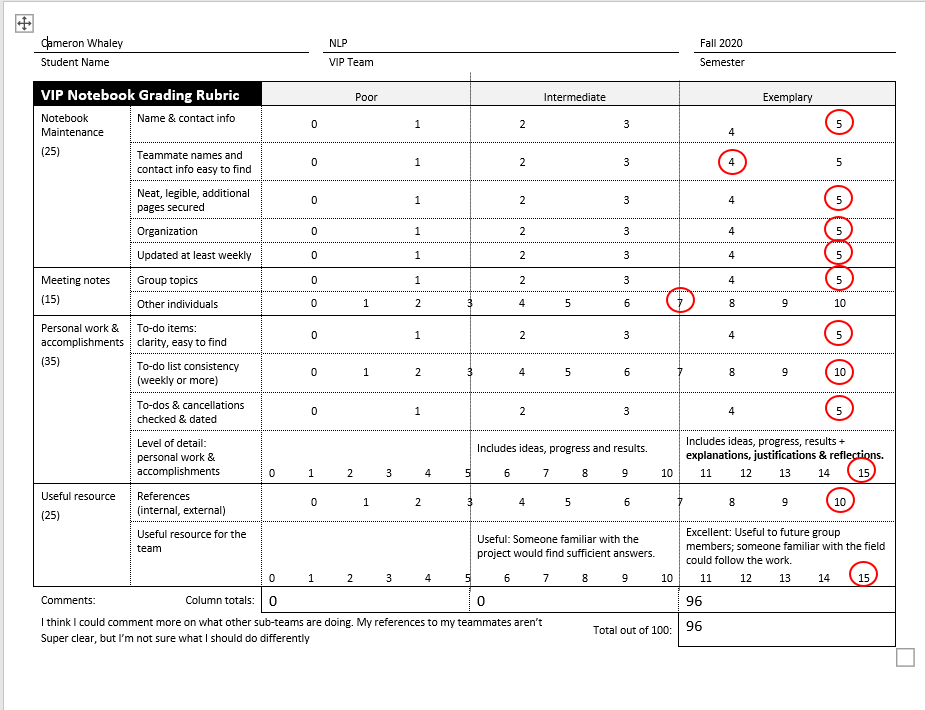 Cameron Whaley NLP Fall 2020
Student Name VIP Team Semester
VIP Notebook Grading Rubric Poor Intermediate Exemplary
Notebook Maintenance (25)
Name & contact info 0 1 2 3 4 5
Teammate names and
contact info easy to find 0 1 2 3 4 5
Neat, legible, additional
pages secured 0 1 2 3 4 5
Organization 0 1 2 3 4 5
Updated at least weekly 0 1 2 3 4 5
Meeting notes (15)
Group topics 0 1 2 3 4 5
Other individuals 0 1 2 3 4 5 6 7 8 9 10
Personal work & accomplishments (35)
To-do items:
clarity, easy to find 0 1 2 3 4 5
To-do list consistency
(weekly or more) 0 1 2 3 4 5 6 7 8 9 10
To-dos & cancellations
checked & dated 0 1 2 3 4 5
Level of detail:
personal work &
accomplishments
Includes ideas, progress and results.
Includes ideas, progress, results +
explanations, justifications & reflections.
0 1 2 3 4 5 6 7 8 9 10 11 12 13 14 15
Useful resource (25)
References
(internal, external) 0 1 2 3 4 5 6 7 8 9 10
Useful resource for the
team
Useful: Someone familiar with the
project would find sufficient answers.
Excellent: Useful to future group
members; someone familiar with the field
could follow the work.
0 1 2 3 4 5 6 7 8 9 10 11 12 13 14 15
Comments: Column totals: 0 0 96
I think I could comment more on what other sub-teams are doing. My references to my teammates aren't
Super clear, but I'm not sure what I should do differently
Total out of 100: 96